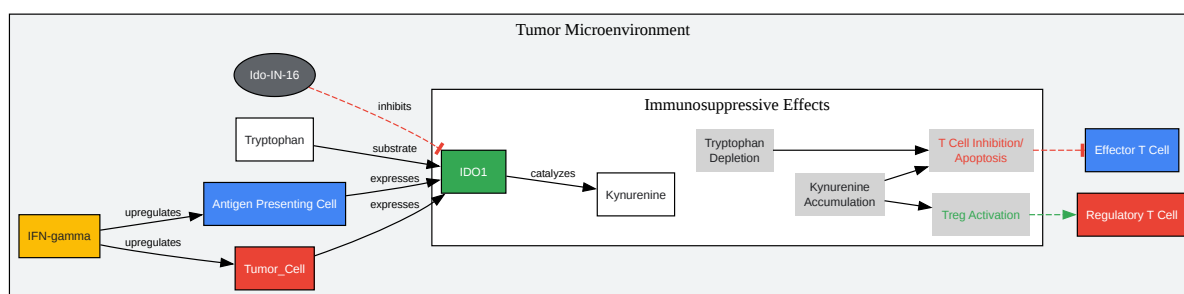 Tumor Microenvironment
Ido-IN-16
inhibits
Immunosuppressive Effects
Tryptophan
substrate
IDO1
expresses
expresses
catalyzes
Kynurenine
Tryptophan
Depletion
T Cell Inhibition/
Apoptosis
Effector T Cell
Kynurenine
Accumulation
Treg Activation
Regulatory T Cell
Antigen Presenting Cell
upregulates
IFN-gamma
upregulates
Tumor_Cell